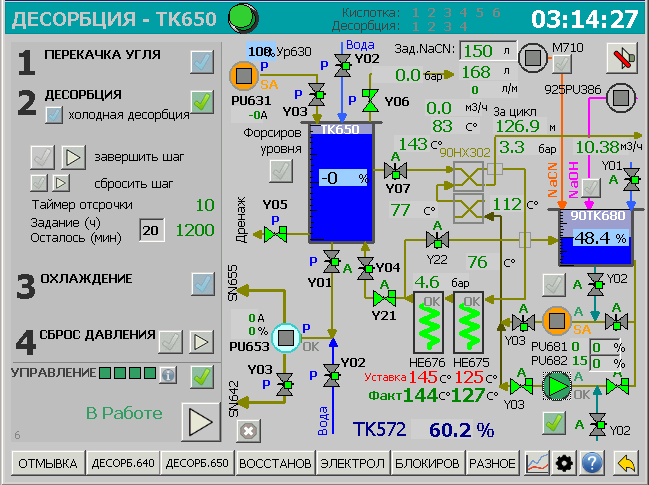 ДЕСОРБЦИЯ - ТК650
Кислотка: 1 2 3 4 5 6
Десорбция: 1 2 3 4
03:14:27
1 ПЕРЕКАЧКА УГЛЯ
2 ДЕСОРБЦИЯ
холодная десорбция
завершить шаг
сбросить шаг
Таймер отсрочки 10
Задание (ч) 20
Осталось (мин) 1200
3 ОХЛАЖДЕНИЕ
4 СБРОС ДАВЛЕНИЯ
УПРАВЛЕНИЕ
В Работе
6
100% Ур630
Вода
P Y02
P
SA
PU631
-0A
Y03
P
Y06
Зад.NaCN: 150 л
168 л
0 л/м
0.0 бар
0.0 м3/ч
За цикл
83 C°
126.9 м
M710
925PU386
Форсиров
уровня
TK650
-0 %
143 C°
90HX302
3.3 бар
10.38 м3/ч
A
Y07
NaCN
NaOH
Y01
A
Дренаж
Y05
P
77 C°
112 C°
A
Y22
90TK680
48.4 %
P
Y01
Y04
A
76 C°
SN655
A
Y21
4.6 бар
OK
OK
A
Y02
0 A
0 %
PU653
P
OK
HE676
HE675
A
Y03
SA
A
PU681 0 0 %
PU682 15 0 %
Y03
P
P
Y02
Уставка 145 C° 125 C°
Факт 144 C° 127 C°
A
A
A
OK
Y03
SN642
Вода
TK572 60.2 %
A
Y02
ОТМЫВКА
ДЕСОРБ.640
ДЕСОРБ.650
ВОССТАНОВ
ЭЛЕКТРОЛ
БЛОКИРОВ
РАЗНОЕ
?